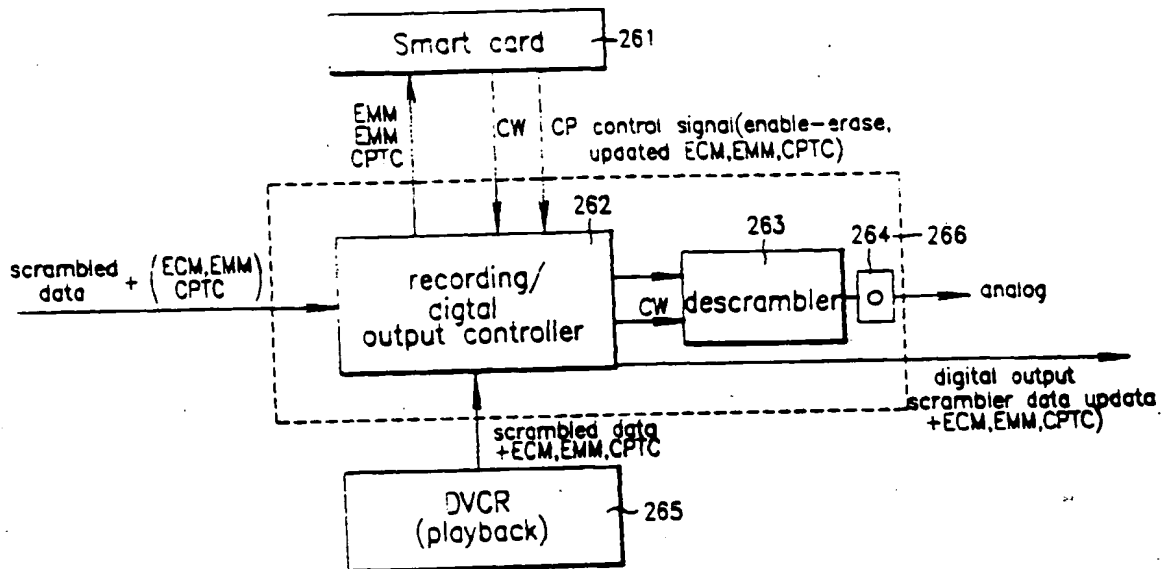 Smart card
261
EMM
EMM
CPTC
CW
CP control signal(enable-erase,
updated ECM,EMM,CPTC)
262
263
264
266
scrambled
data
+
(ECM,EMM)
CPTC
recording/
cigtal
output controller
CW
descrambler
analog
digital output
scrambler data updata
+ECM,EMM,CPTC)
scrambled data
+ECM,EMM,CPTC
DVCR
(playback)
265